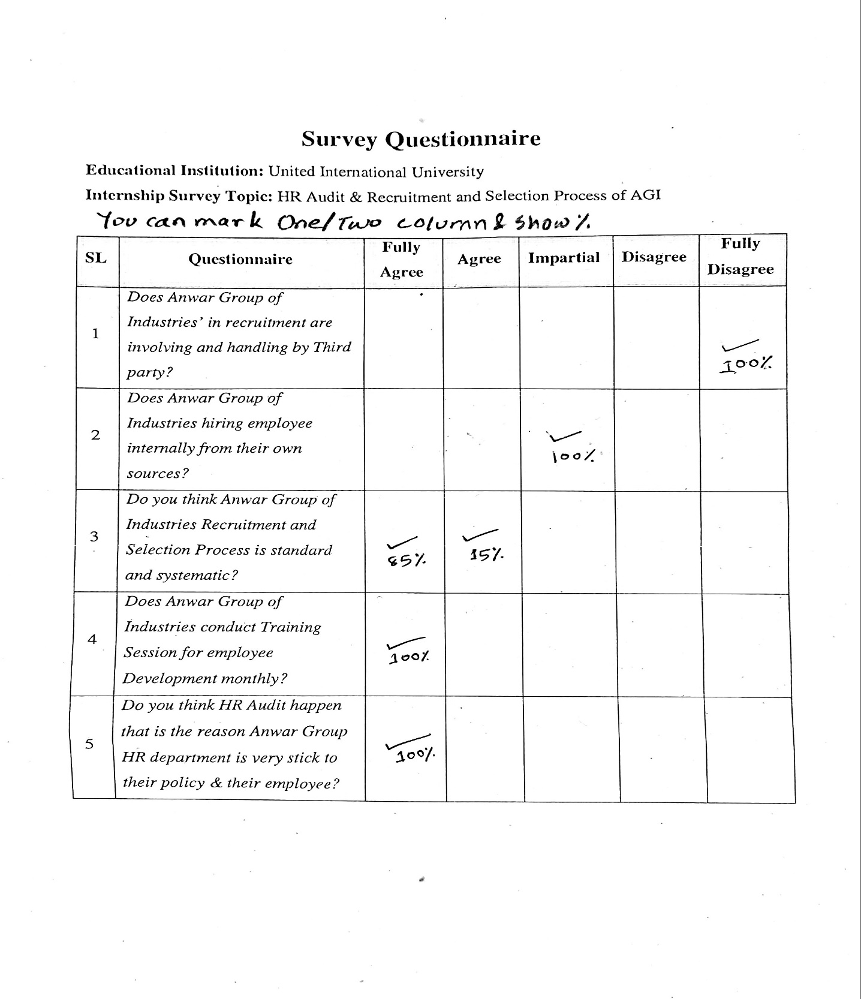 Survey Questionnaire
Educational Institution: United International University
Internship Survey Topic: HR Audit & Recruitment and Selection Process of AGI
You can mark One/Two column & show %
SL Questionnaire Fully Agree Agree Impartial Disagree Fully Disagree
1
Does Anwar Group of
Industries' in recruitment are
involving and handling by Third
party?
✓
100%
2
Does Anwar Group of
Industries hiring employee
internally from their own
sources?
✓
100%
3
Do you think Anwar Group of
Industries Recruitment and
Selection Process is standard
and systematic?
✓ ✓
85% 15%
4
Does Anwar Group of
Industries conduct Training
Session for employee
Development monthly?
✓
100%
5
Do you think HR Audit happen
that is the reason Anwar Group
HR department is very stick to
their policy & their employee?
✓
100%